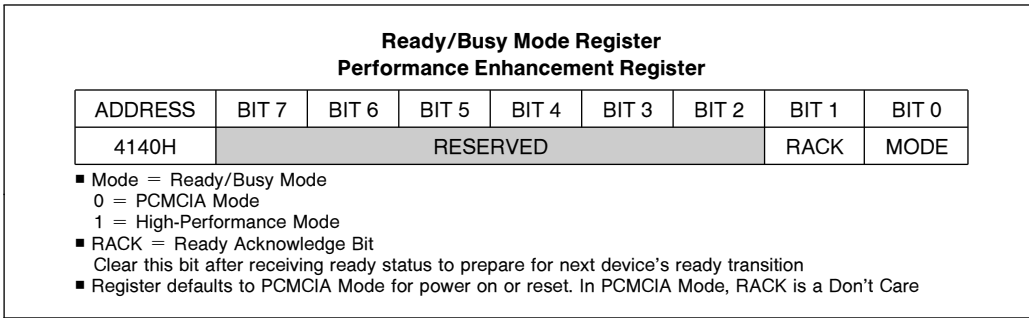 Ready/Busy Mode Register
Performance Enhancement Register
ADDRESS BIT 7 BIT 6 BIT 5 BIT 4 BIT 3 BIT 2 BIT 1 BIT 0
4140H RESERVED RACK MODE
■ Mode = Ready/Busy Mode
0 = PCMCIA Mode
1 = High-Performance Mode
■ RACK = Ready Acknowledge Bit
Clear this bit after receiving ready status to prepare for next device's ready transition
■ Register defaults to PCMCIA Mode for power on or reset. In PCMCIA Mode, RACK is a Don't Care